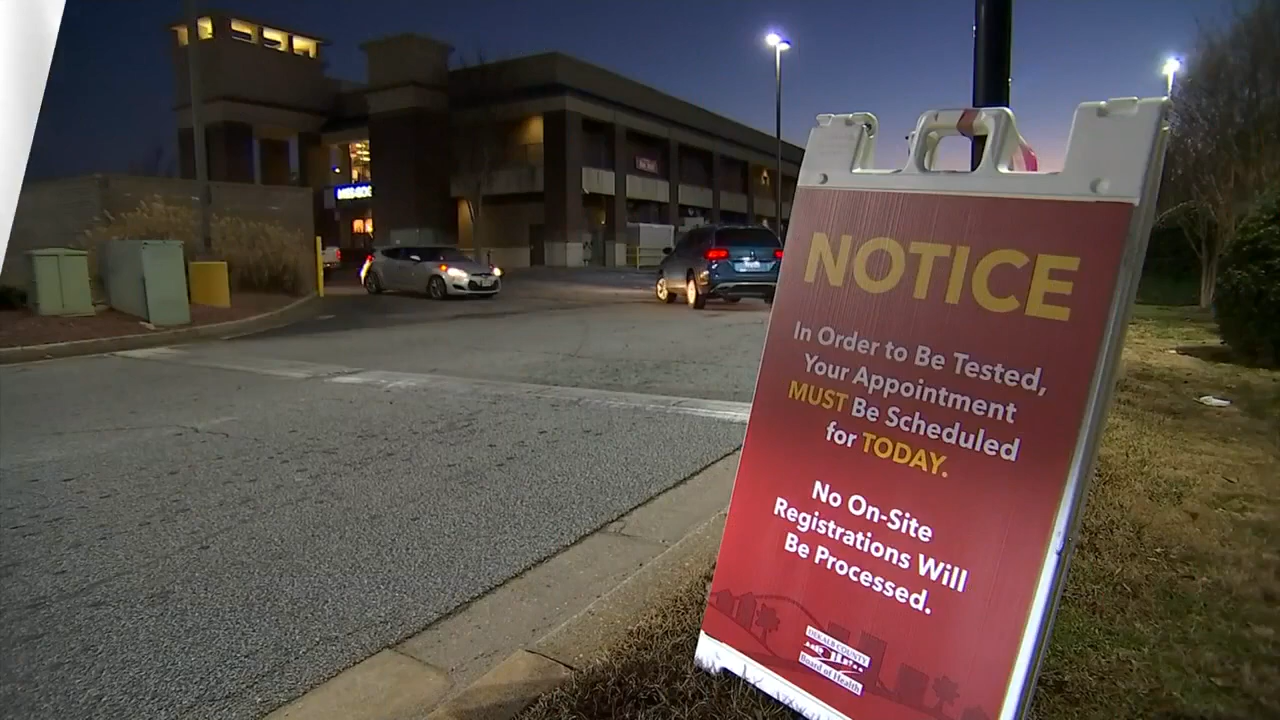 NOTICE
In Order to Be Tested,
Your Appointment
MUST Be Scheduled
for TODAY.
No On-Site
Registrations Will
Be Processed.
DEKALB COUNTY
Board of Health